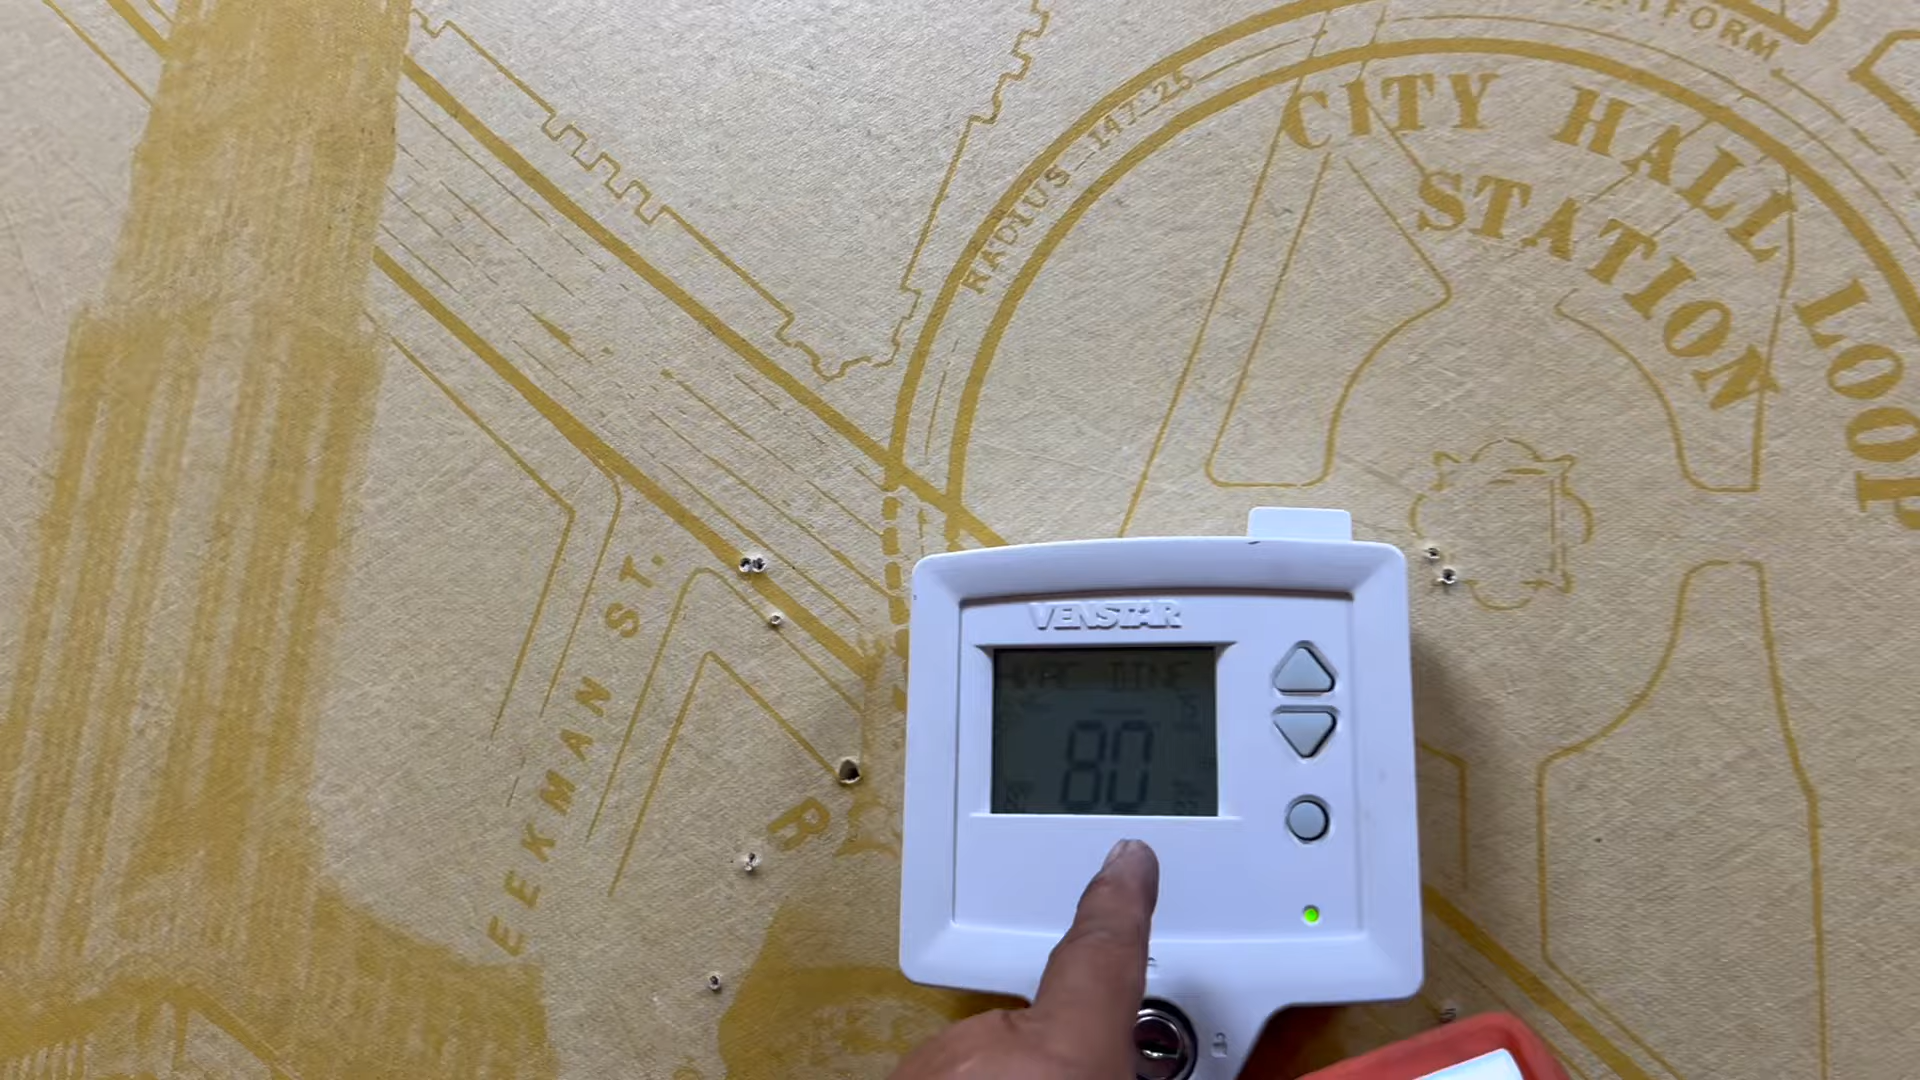 RADIUS—147.25
CITY HALL
STATION
LOOP
EEKMAN ST.
R
VENSTAR
80